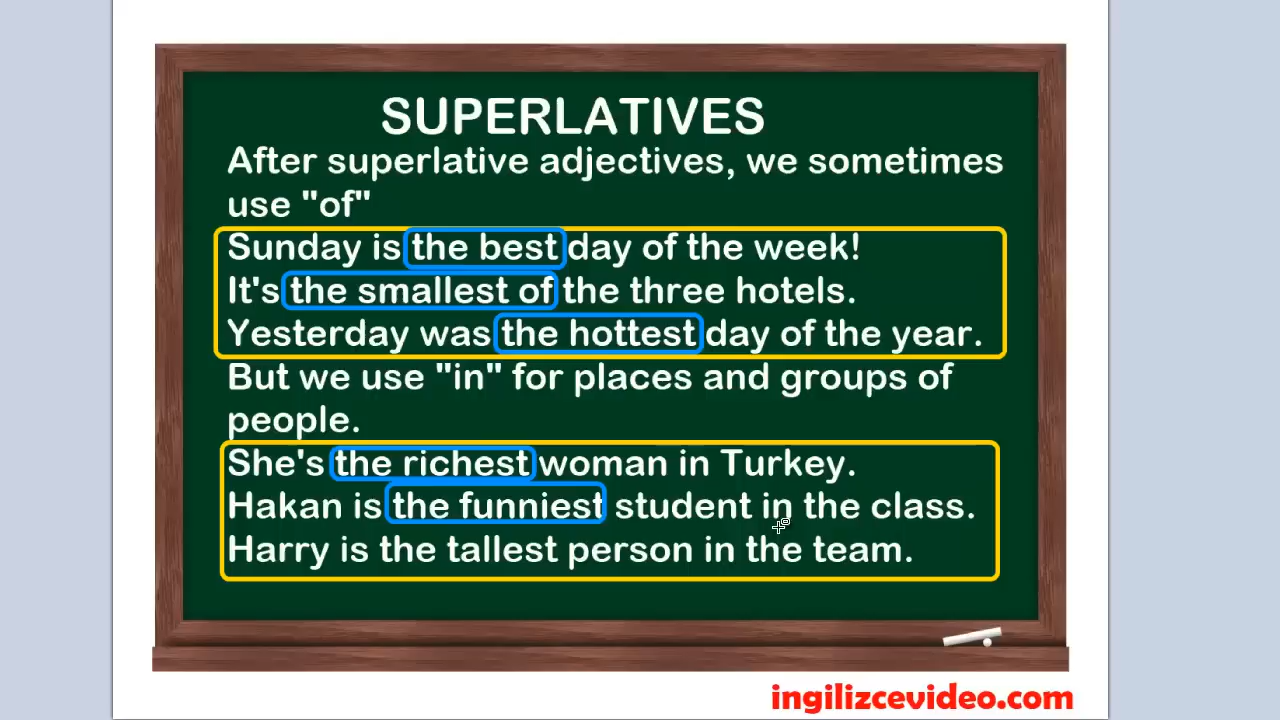 SUPERLATIVES
After superlative adjectives, we sometimes
use "of"
Sunday is the best day of the week!
It's the smallest of the three hotels.
Yesterday was the hottest day of the year.
But we use "in" for places and groups of
people.
She's the richest woman in Turkey.
Hakan is the funniest student in the class.
Harry is the tallest person in the team.
ingilizcevideo.com